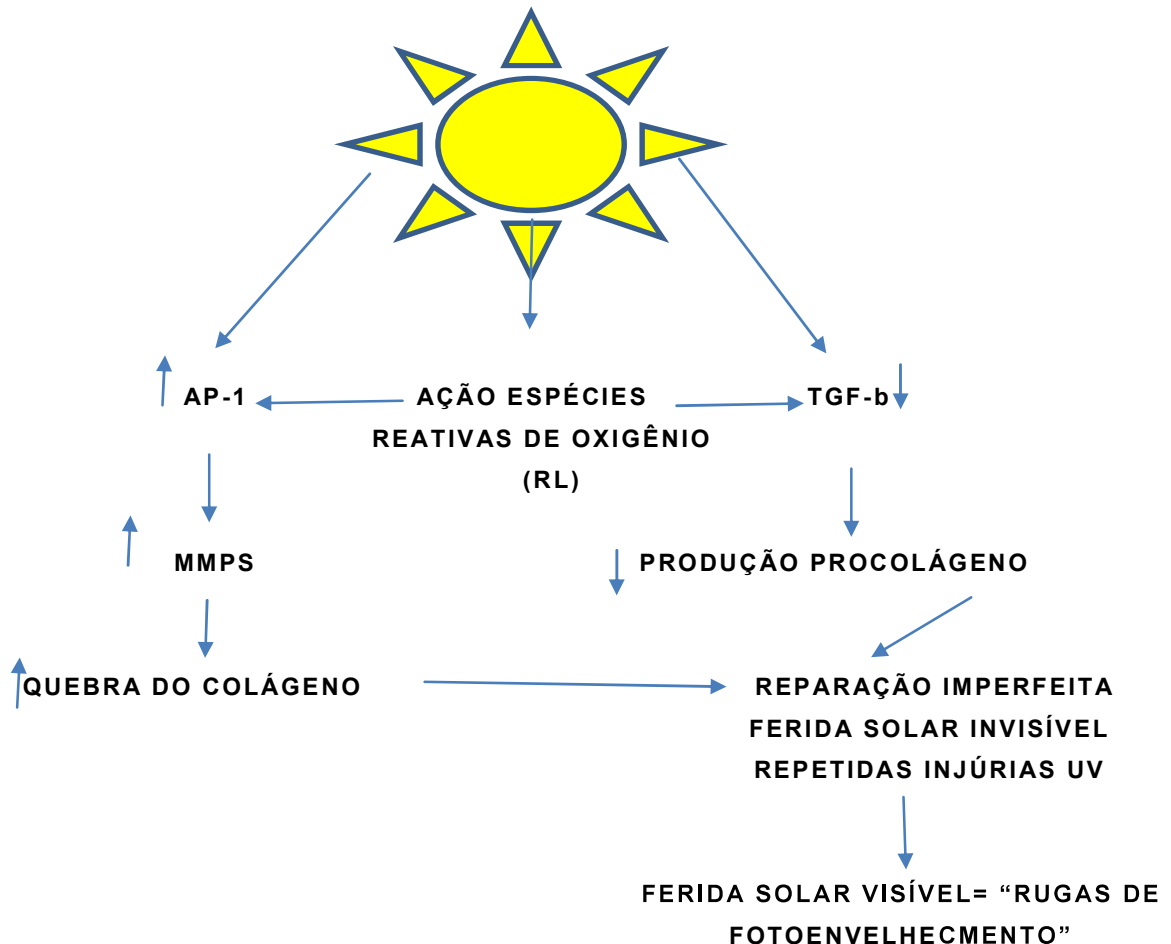 AP-1
AÇÃO ESPÉCIES
REATIVAS DE OXIGÊNIO
(RL)
TGF-b
MMPS
PRODUÇÃO PROCOLÁGENO
QUEBRA DO COLÁGENO
REPARAÇÃO IMPERFEITA
FERIDA SOLAR INVISÍVEL
REPETIDAS INJÚRIAS UV
FERIDA SOLAR VISÍVEL= “RUGAS DE
FOTOENVELHECMENTO”